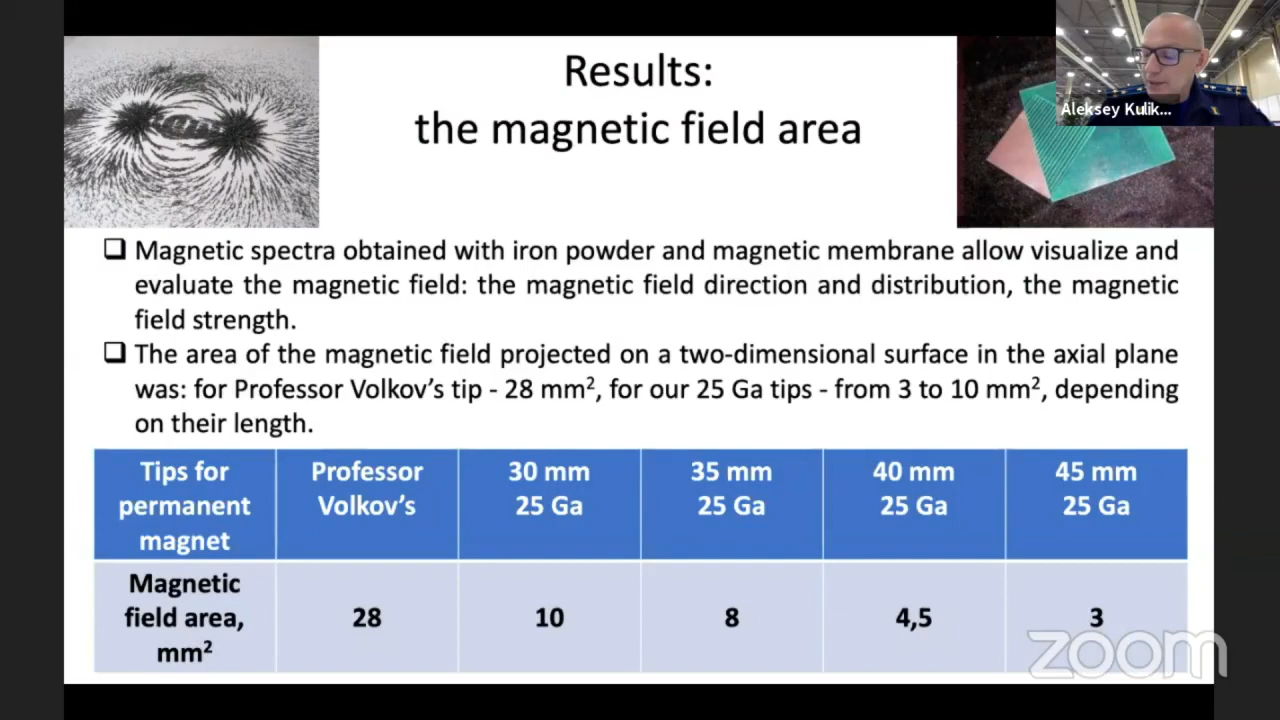 Results:
the magnetic field area
Aleksey Kulik...
❑ Magnetic spectra obtained with iron powder and magnetic membrane allow visualize and
evaluate the magnetic field: the magnetic field direction and distribution, the magnetic
field strength.
❑ The area of the magnetic field projected on a two-dimensional surface in the axial plane
was: for Professor Volkov’s tip - 28 mm², for our 25 Ga tips - from 3 to 10 mm², depending
on their length.
Tips for
permanent
magnet
Professor
Volkov’s
30 mm
25 Ga
35 mm
25 Ga
40 mm
25 Ga
45 mm
25 Ga
Magnetic
field area,
mm²
28
10
8
4,5
3
zoom